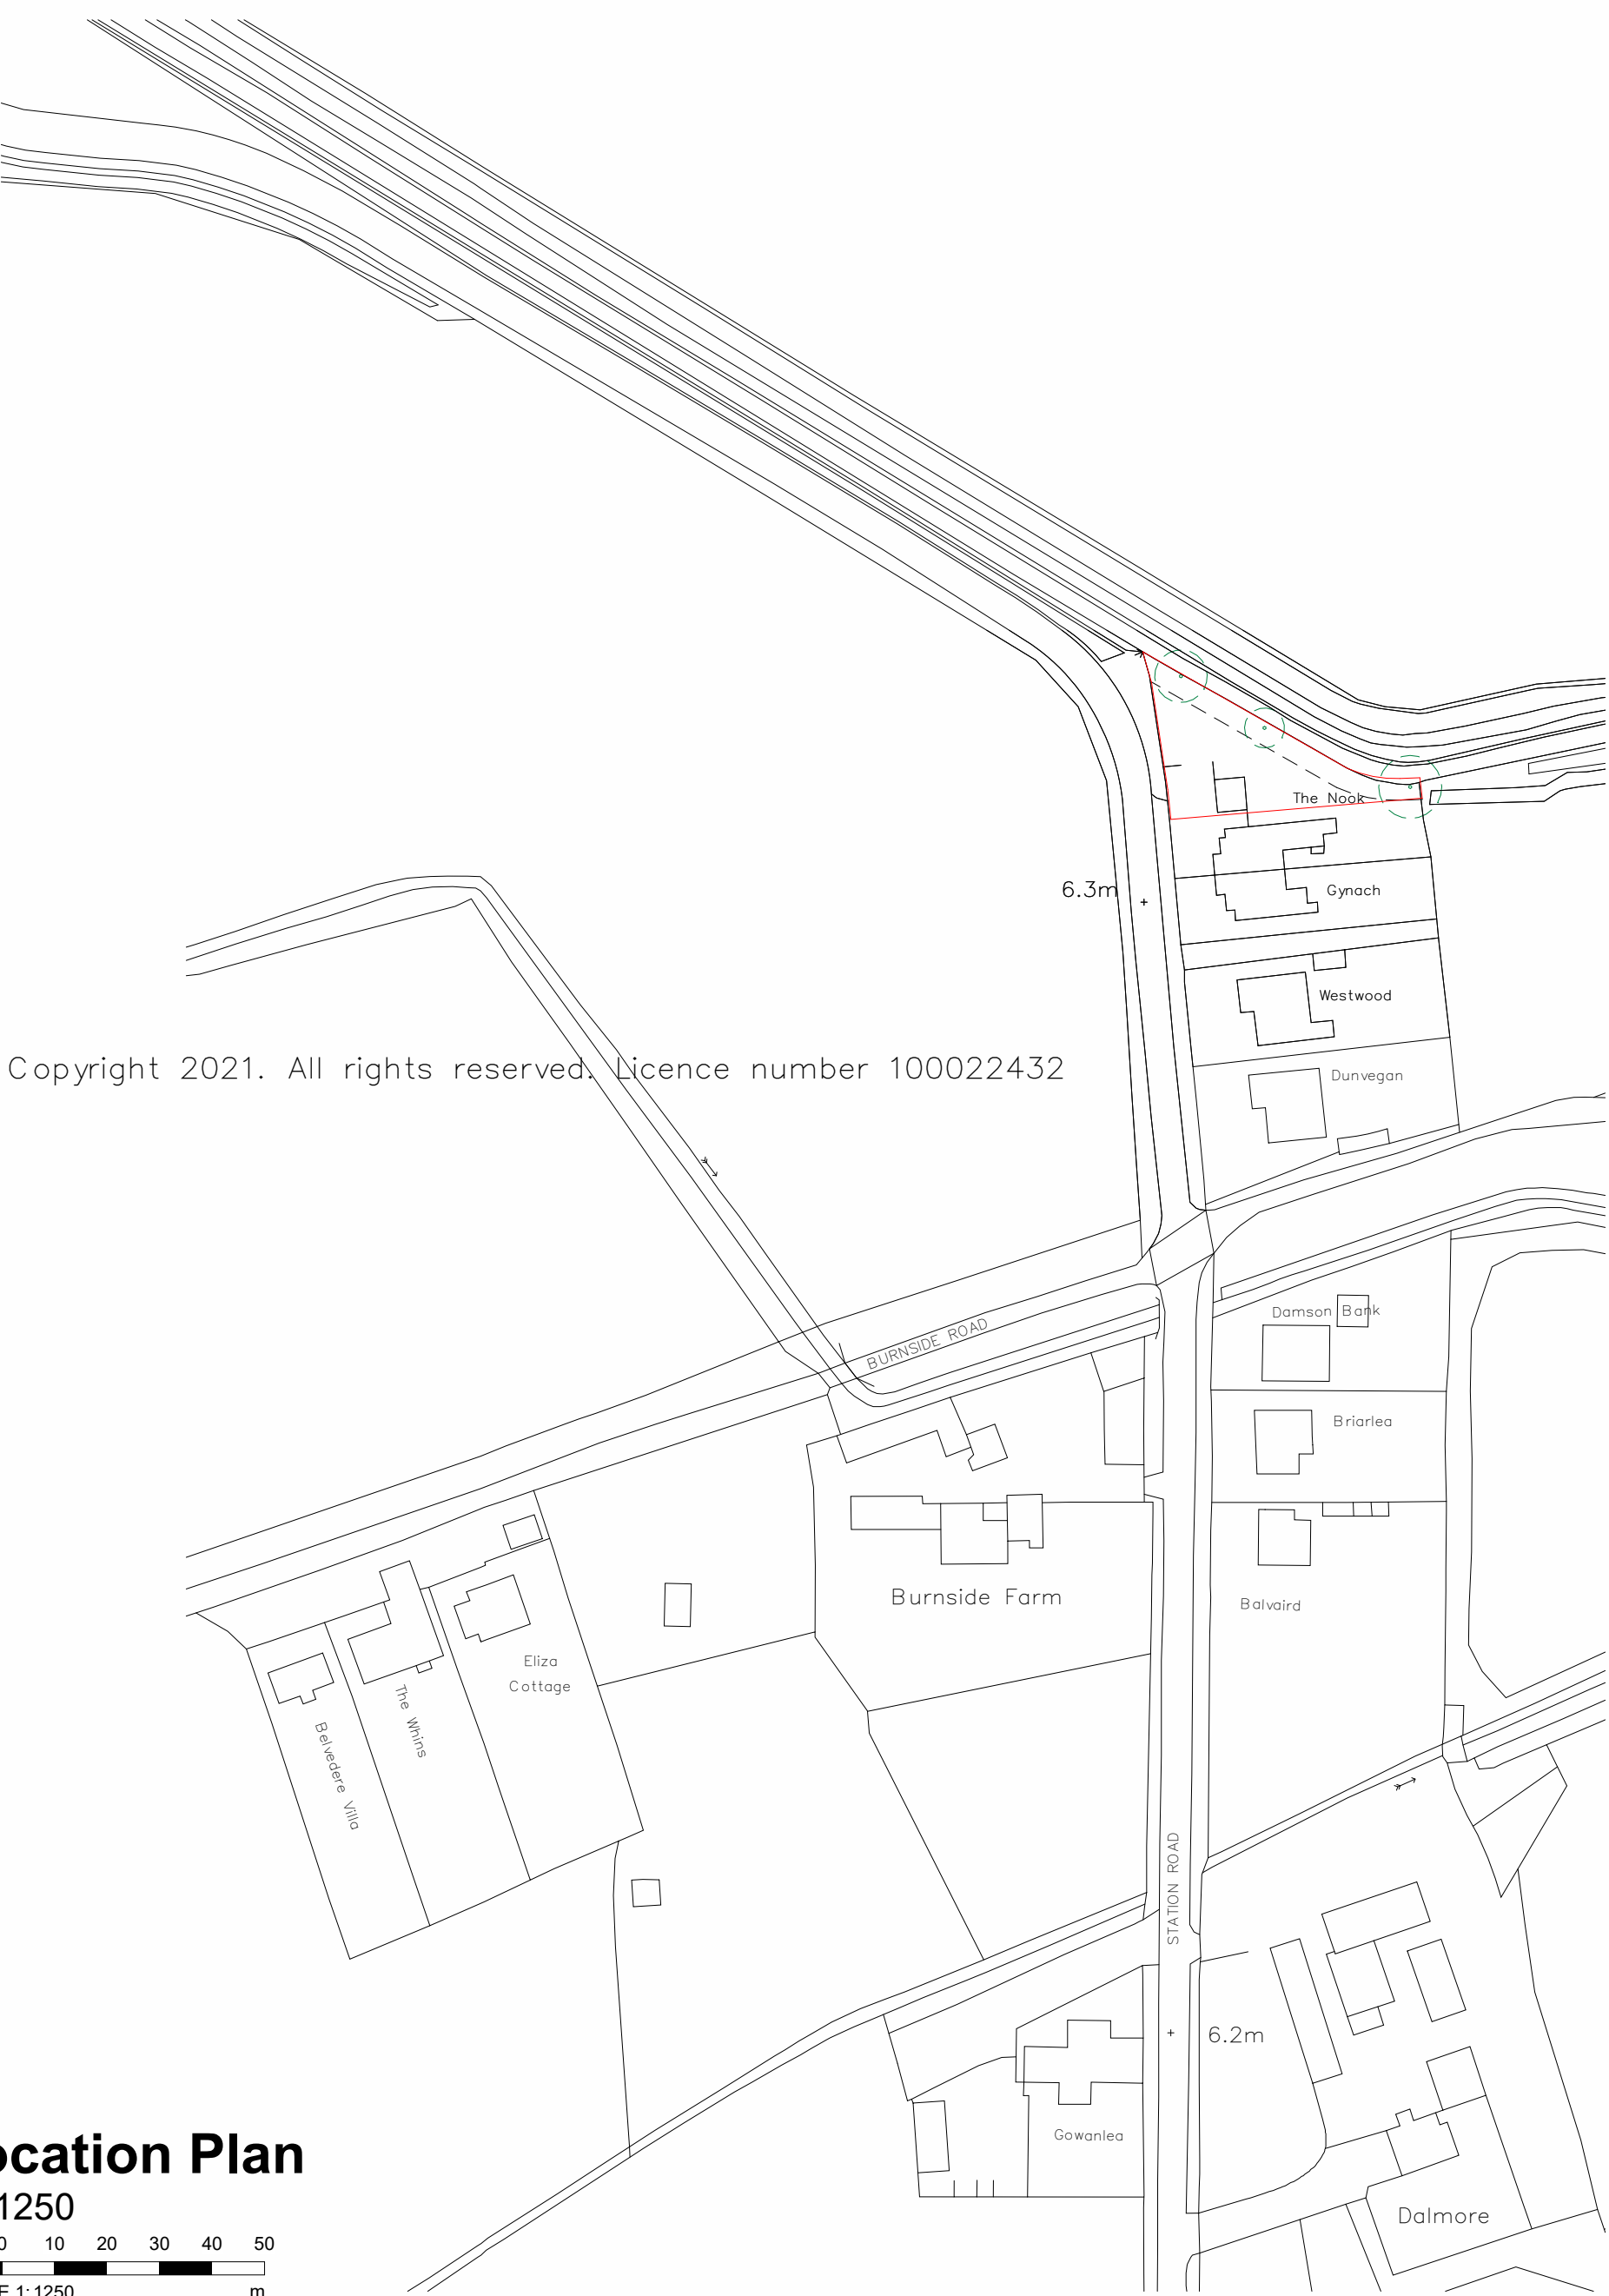 The Nook
6.3m
Gynach
Westwood
Copyright 2021. All rights reserved. Licence number 100022432
Dunvegan
Damson Bank
BURNSIDE ROAD
Briarlea
Burnside Farm
Balvaird
Eliza
Cottage
The Whins
Belvedere Villa
STATION ROAD
6.2m
Gowanlea
Dalmore
ocation Plan
1250
0 10 20 30 40 50
E 1:1250 m